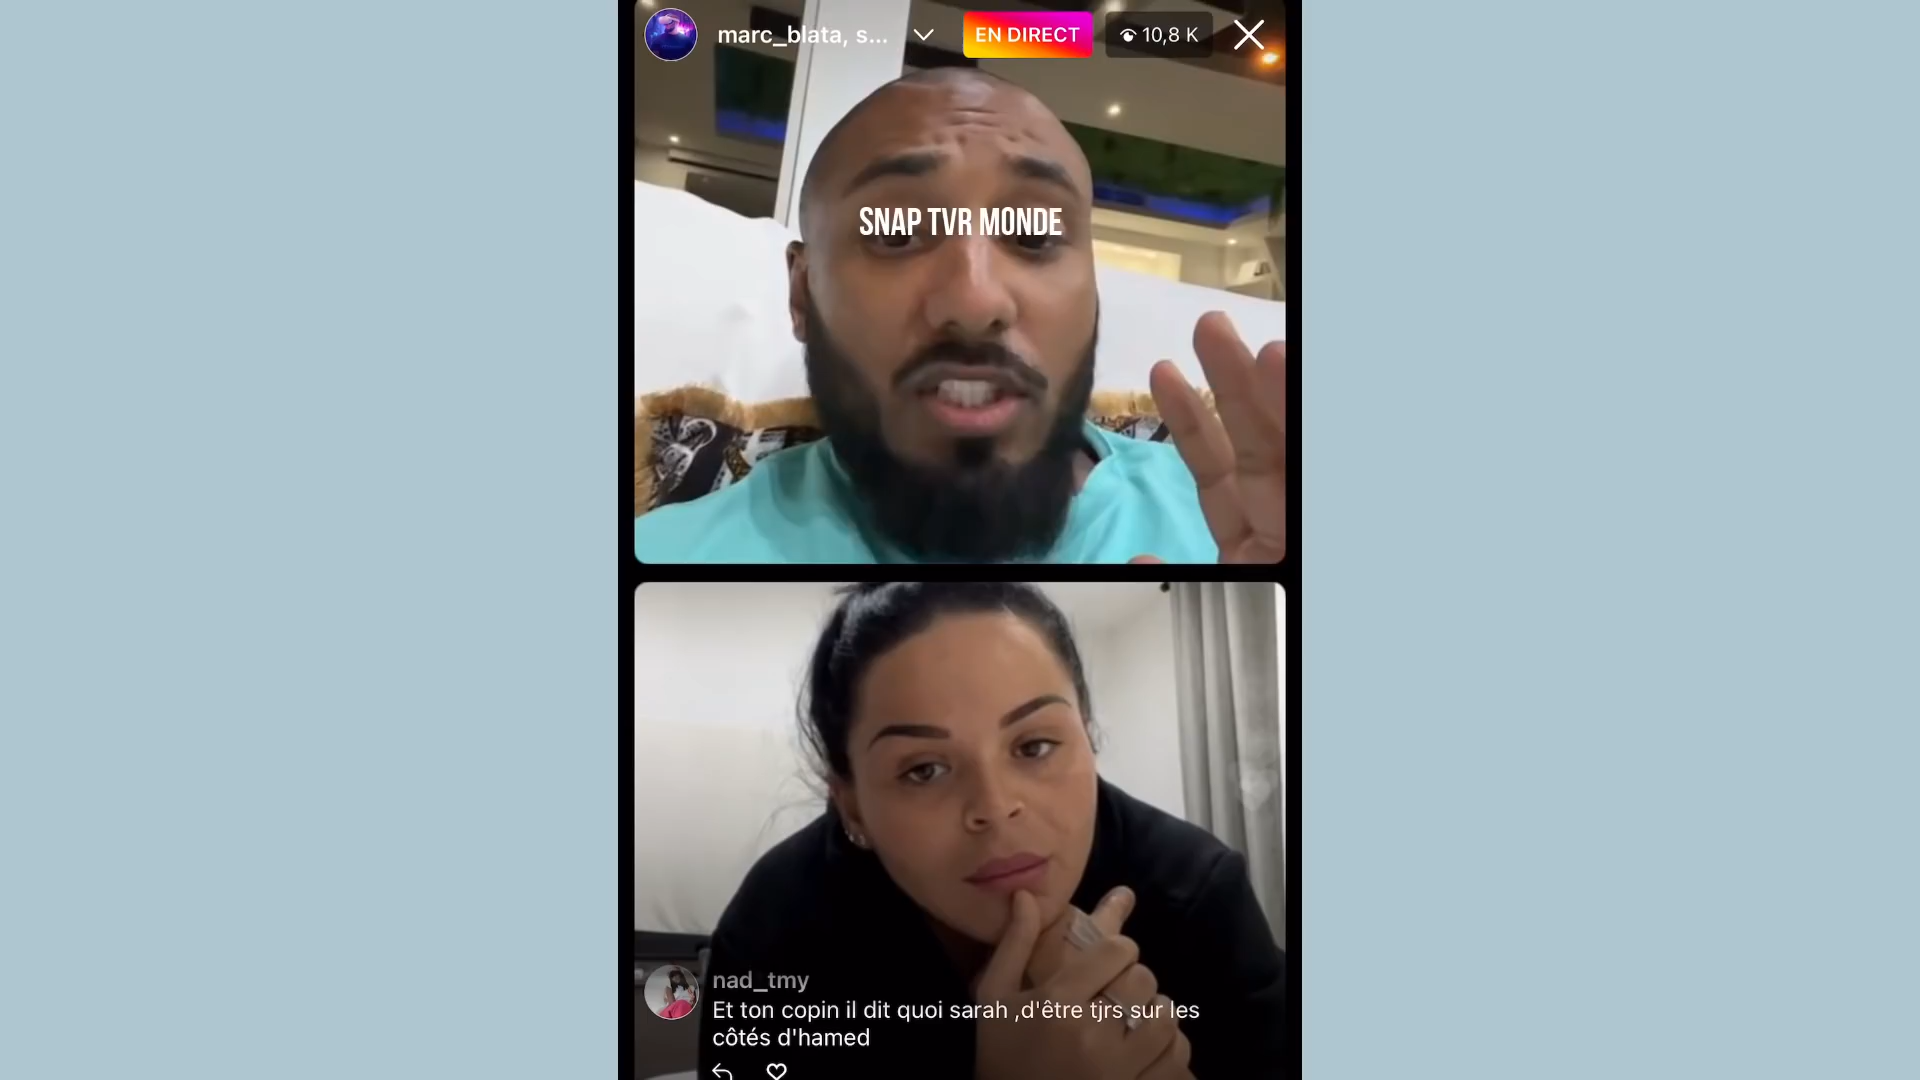 marc_blata, s...
EN DIRECT
10,8 K
SNAP TVR MONDE
nad_tmy
Et ton copin il dit quoi sarah ,d'être tjrs sur les
côtés d'hamed